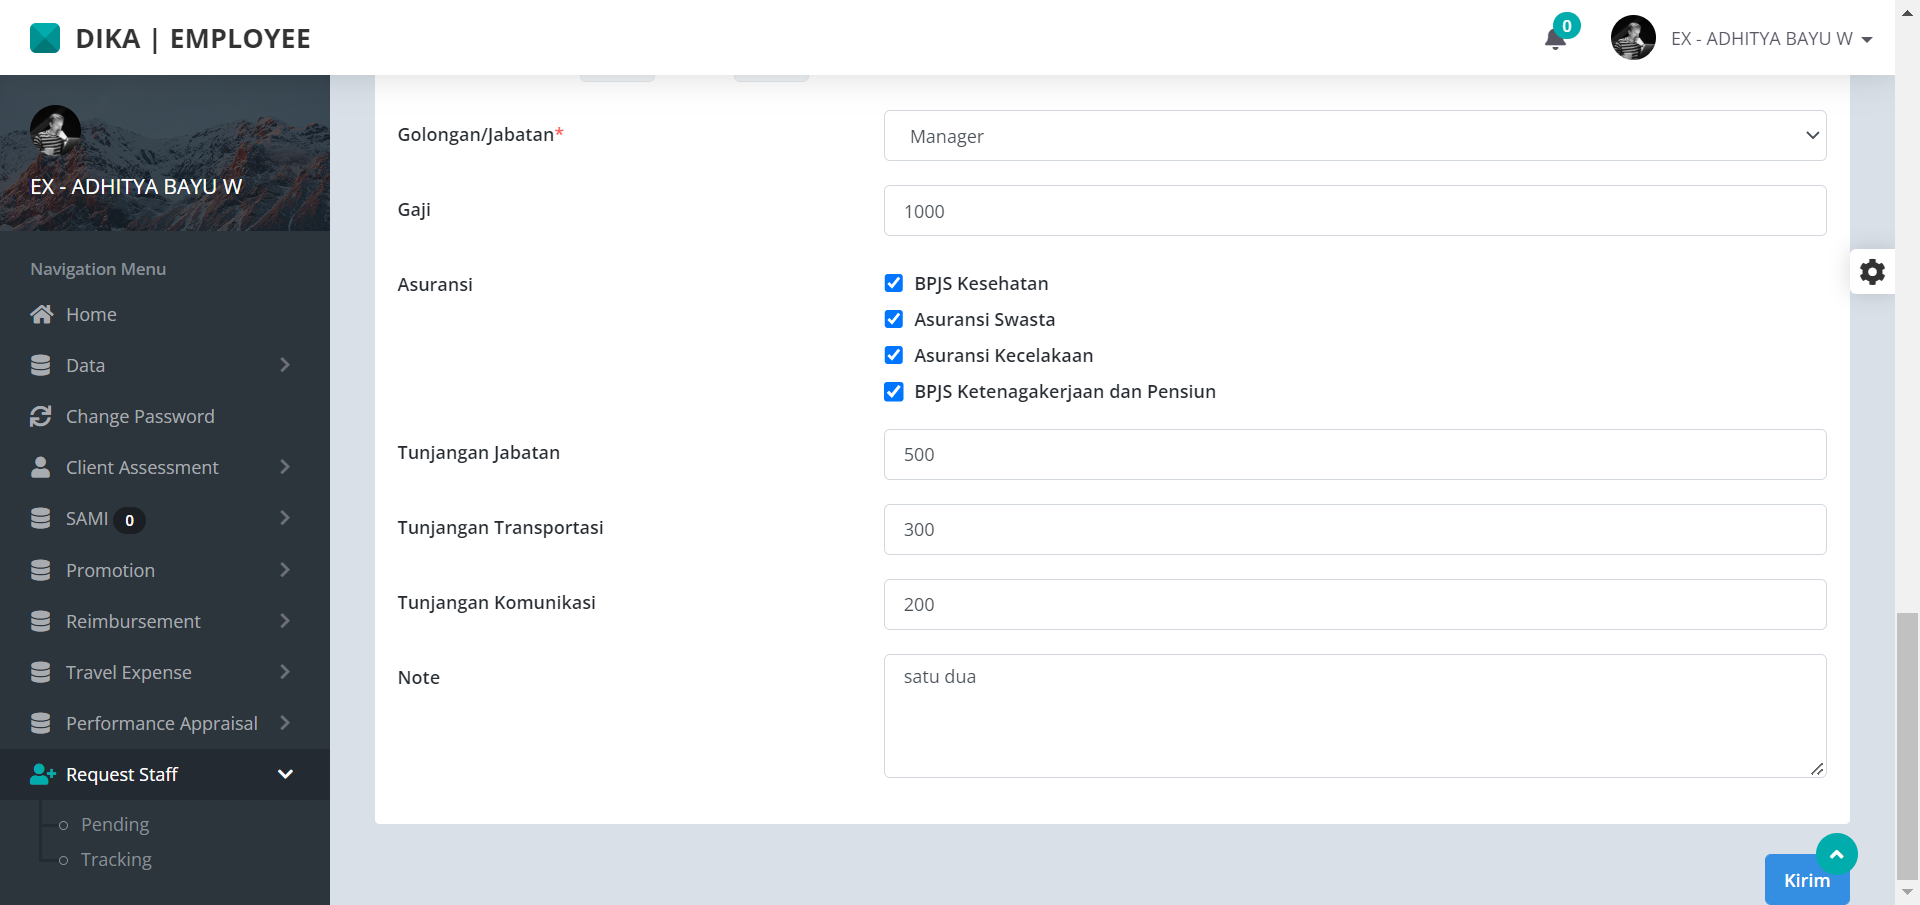 DIKA | EMPLOYEE
0
EX - ADHITYA BAYU W
EX - ADHITYA BAYU W
Navigation Menu
Home
Data
Change Password
Client Assessment
SAMI 0
Promotion
Reimbursement
Travel Expense
Performance Appraisal
Request Staff
Pending
Tracking
Golongan/Jabatan*
Manager
Gaji
1000
Asuransi
BPJS Kesehatan
Asuransi Swasta
Asuransi Kecelakaan
BPJS Ketenagakerjaan dan Pensiun
Tunjangan Jabatan
500
Tunjangan Transportasi
300
Tunjangan Komunikasi
200
Note
satu dua
Kirim